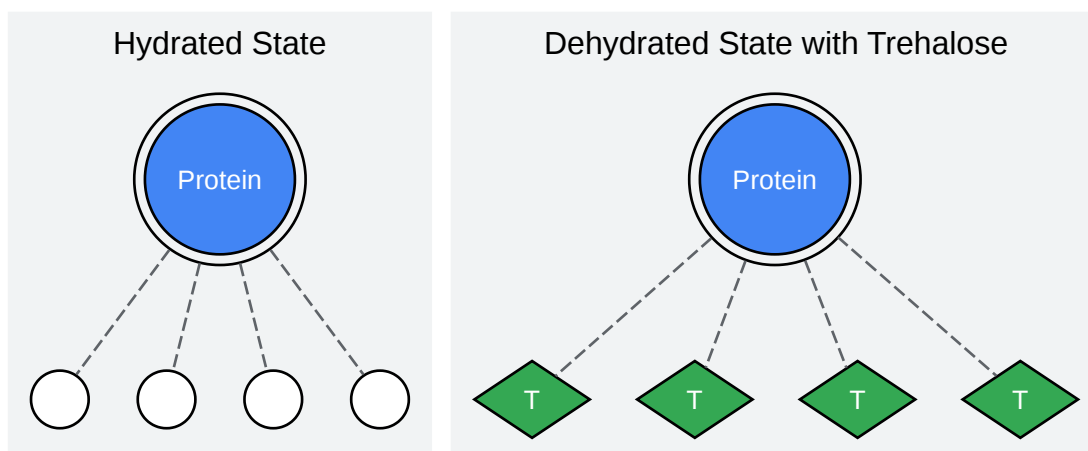 Hydrated State
Dehydrated State with Trehalose
Protein
Protein
T
T
T
T